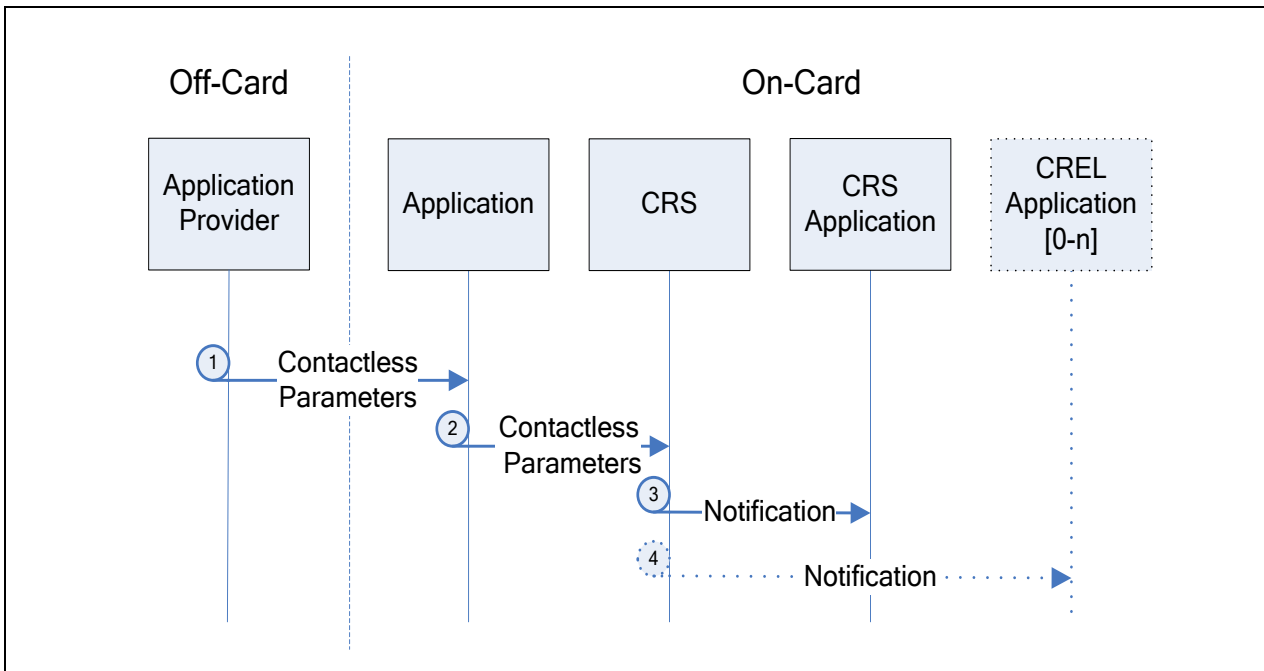 Off-Card
On-Card
Application
Provider
Application
CRS
CRS
Application
CREL
Application
[0-n]
1
Contactless
Parameters
2
Contactless
Parameters
3
Notification
4
Notification